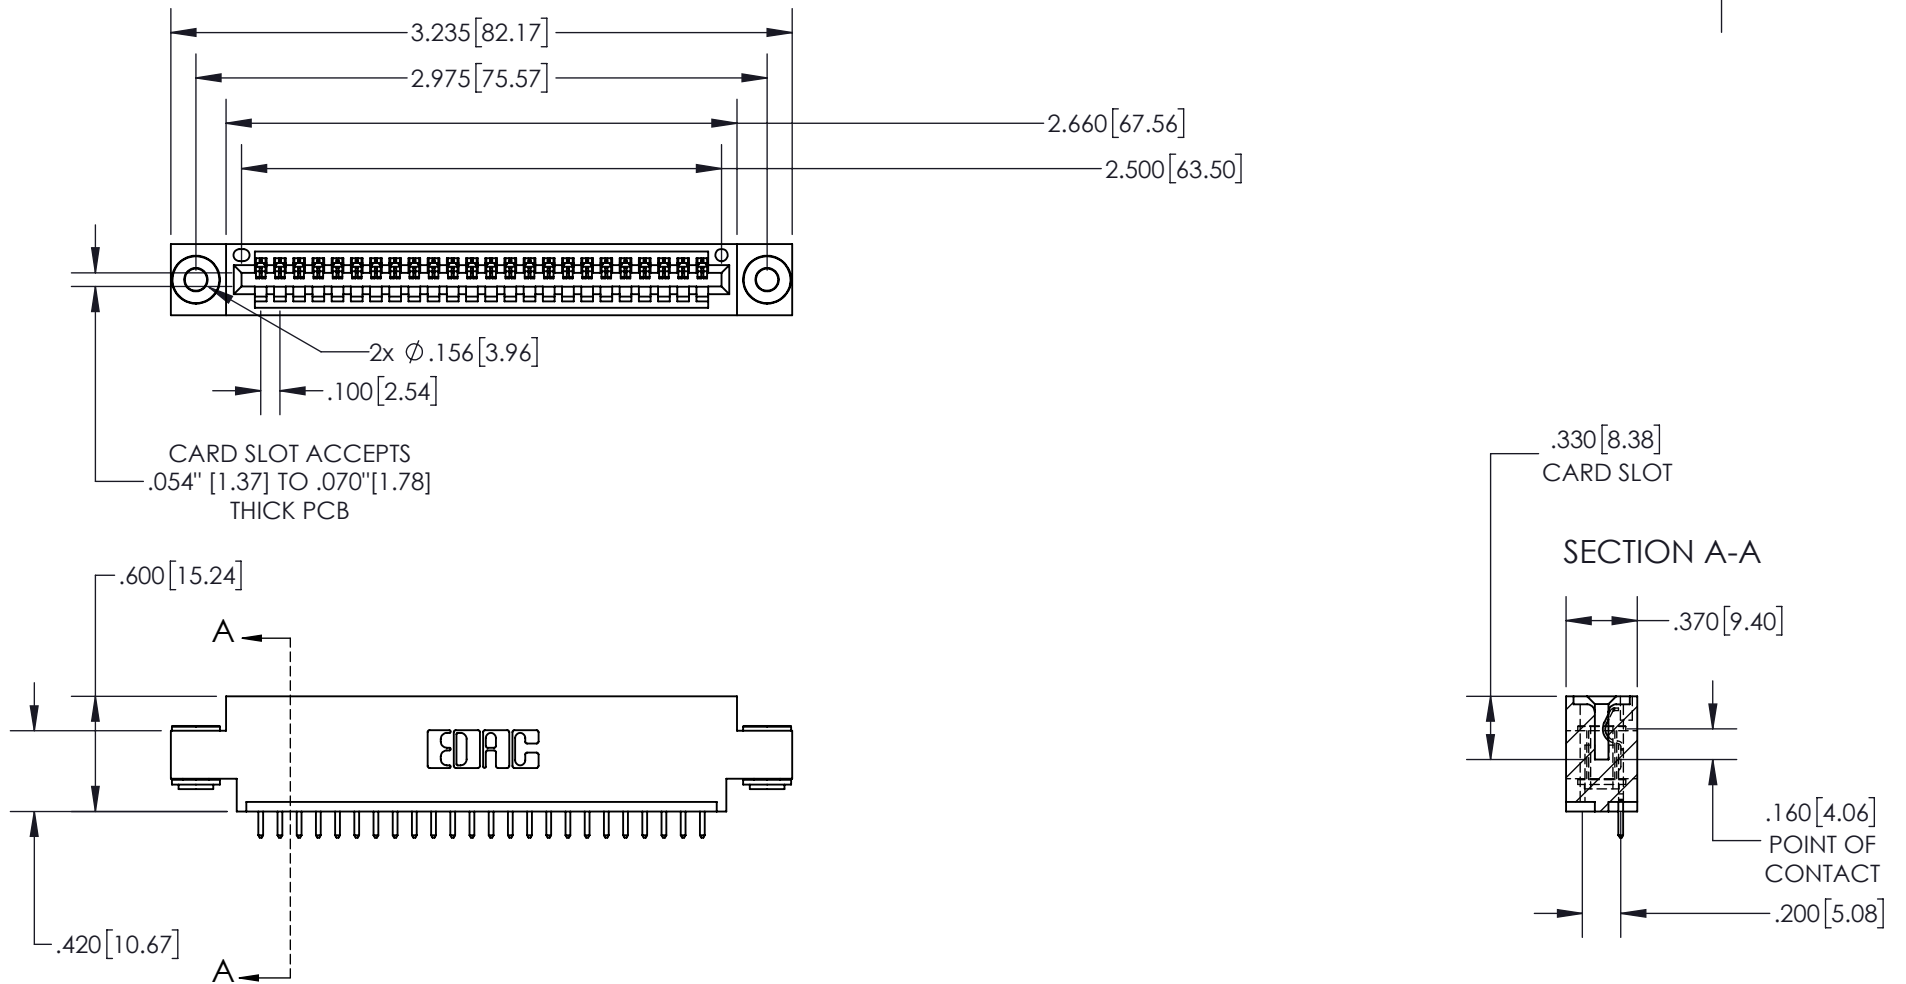 3.235[82.17]
2.975[75.57]
2.660[67.56]
2.500[63.50]
2x Ø.156[3.96]
.100[2.54]
CARD SLOT ACCEPTS
.054" [1.37] TO .070"[1.78]
THICK PCB
.330[8.38]
CARD SLOT
SECTION A-A
.370[9.40]
.600[15.24]
A
EDAC
.160[4.06]
POINT OF
CONTACT
.200[5.08]
.420[10.67]
A